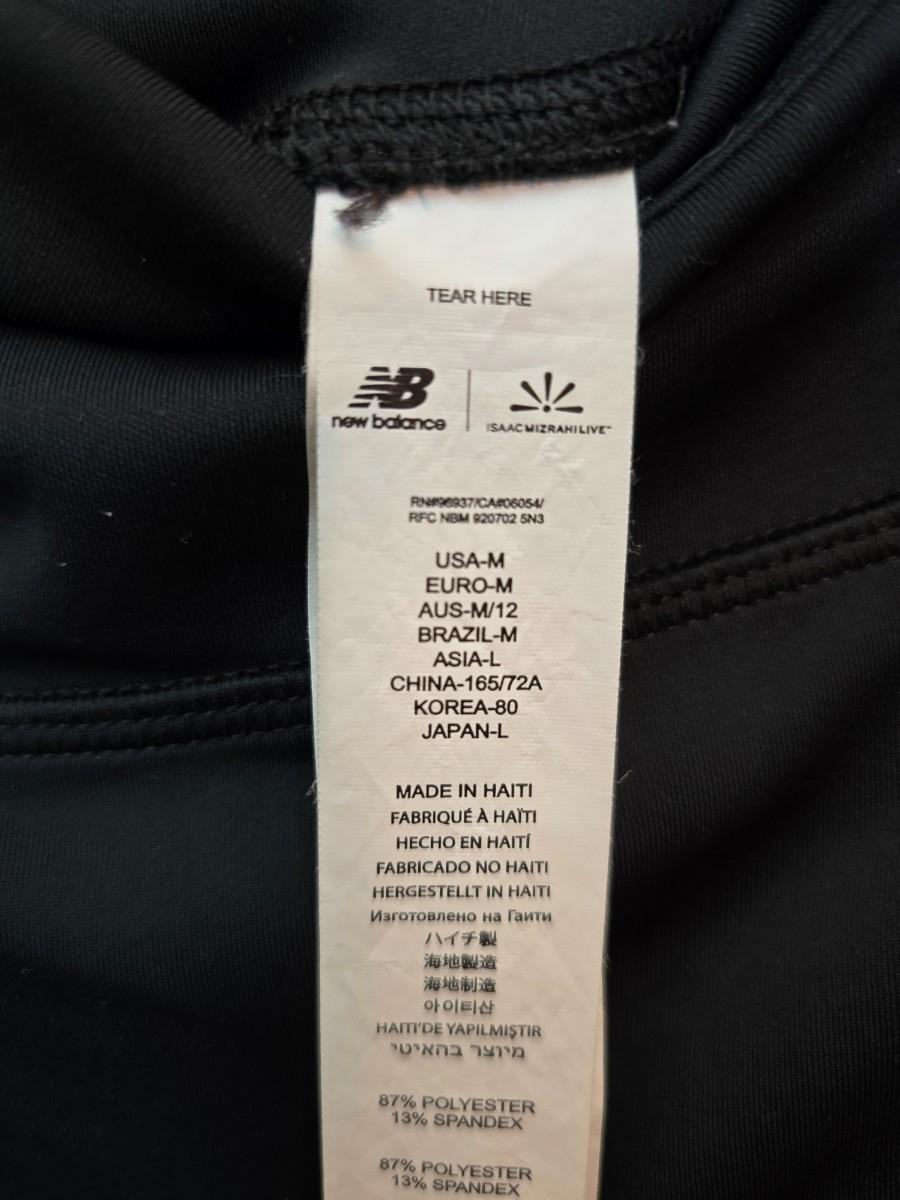 TEAR HERE
NB
new balance
ISAACMIZRAHILIVE™
RN#96937/CA#06054/
RFC NBM 920702 5N3
USA-M
EURO-M
AUS-M/12
BRAZIL-M
ASIA-L
CHINA-165/72A
KOREA-80
JAPAN-L
MADE IN HAITI
FABRIQUÉ À HAÏTI
HECHO EN HAITÍ
FABRICADO NO HAITI
HERGESTELLT IN HAITI
Изготовлено на Гаити
ハイチ製
海地製造
海地制造
아이티산
HAITI'DE YAPILMIŞTIR
מיוצר בהאיטי
87% POLYESTER
13% SPANDEX
87% POLYESTER
13% SPANDEX